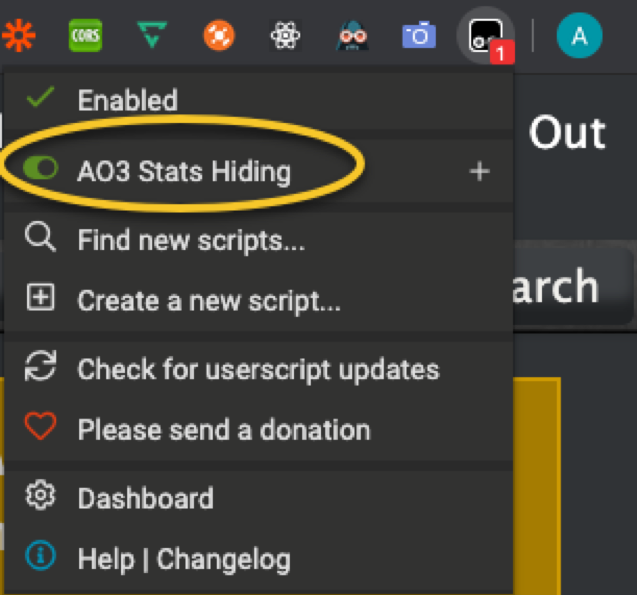 CORS
1
A
Enabled
Out
AO3 Stats Hiding
+
Find new scripts...
arch
Create a new script...
Check for userscript updates
Please send a donation
Dashboard
Help | Changelog